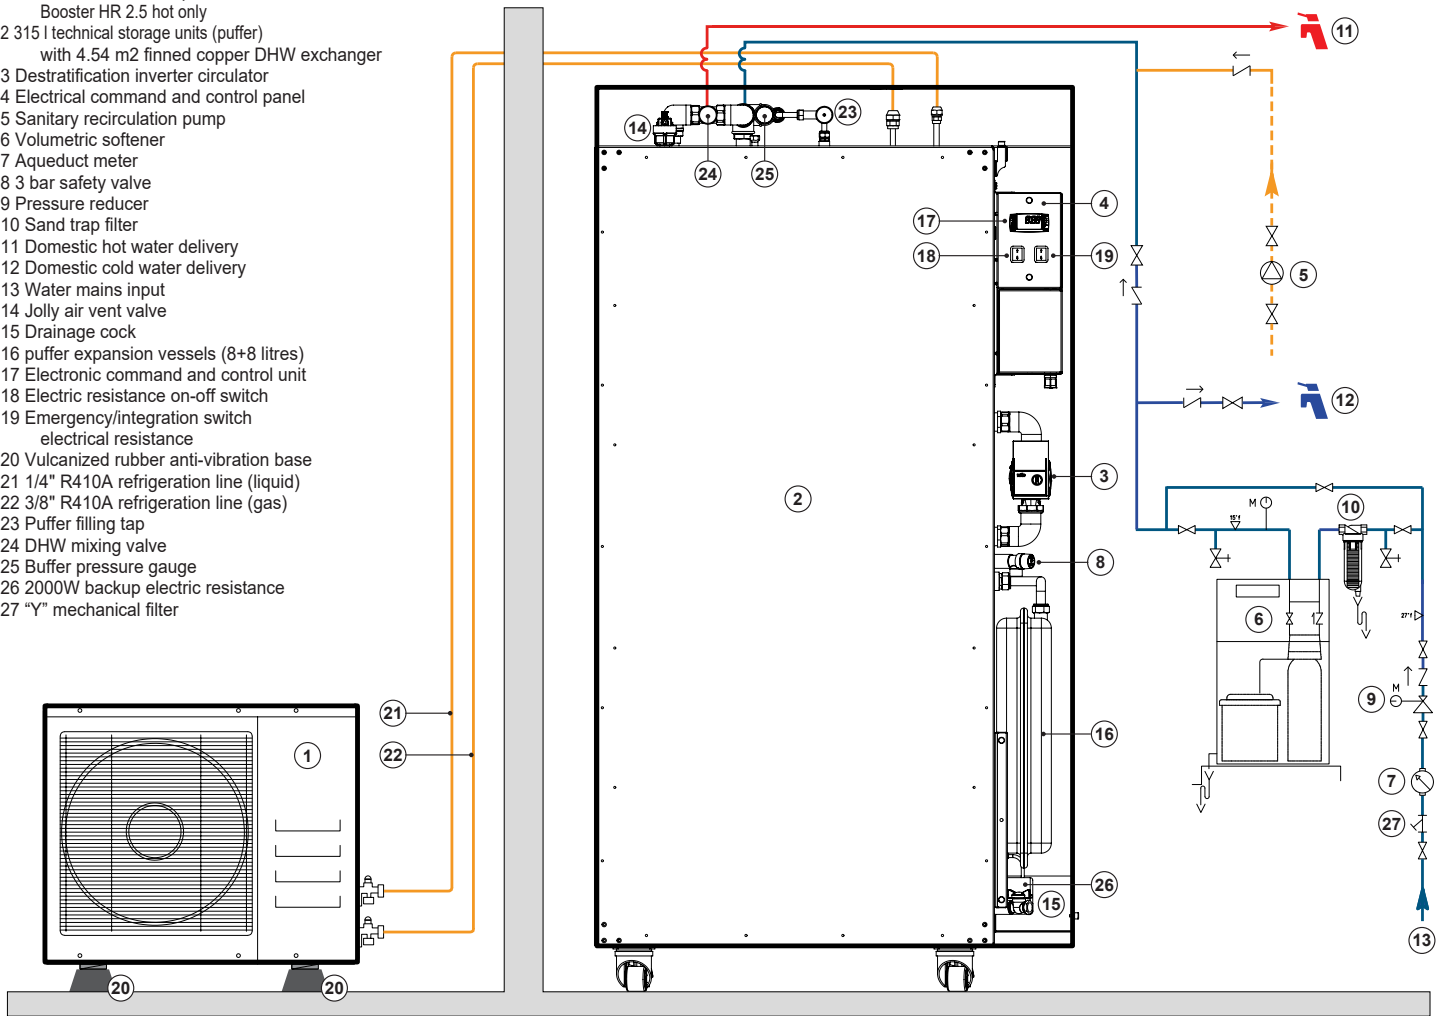 Booster HR 2.5 hot only
2 315 l technical storage units (puffer)
with 4.54 m2 finned copper DHW exchanger
3 Destratification inverter circulator
4 Electrical command and control panel
5 Sanitary recirculation pump
6 Volumetric softener
7 Aqueduct meter
8 3 bar safety valve
9 Pressure reducer
10 Sand trap filter
11 Domestic hot water delivery
12 Domestic cold water delivery
13 Water mains input
14 Jolly air vent valve
15 Drainage cock
16 puffer expansion vessels (8+8 litres)
17 Electronic command and control unit
18 Electric resistance on-off switch
19 Emergency/integration switch
electrical resistance
20 Vulcanized rubber anti-vibration base
21 1/4" R410A refrigeration line (liquid)
22 3/8" R410A refrigeration line (gas)
23 Puffer filling tap
24 DHW mixing valve
25 Buffer pressure gauge
26 2000W backup electric resistance
27 “Y” mechanical filter
11
23
14
24
25
4
17
18
19
5
12
2
3
M
10
15°f
8
6
27°f
M
9
21
16
22
1
7
27
26
15
13
20
20